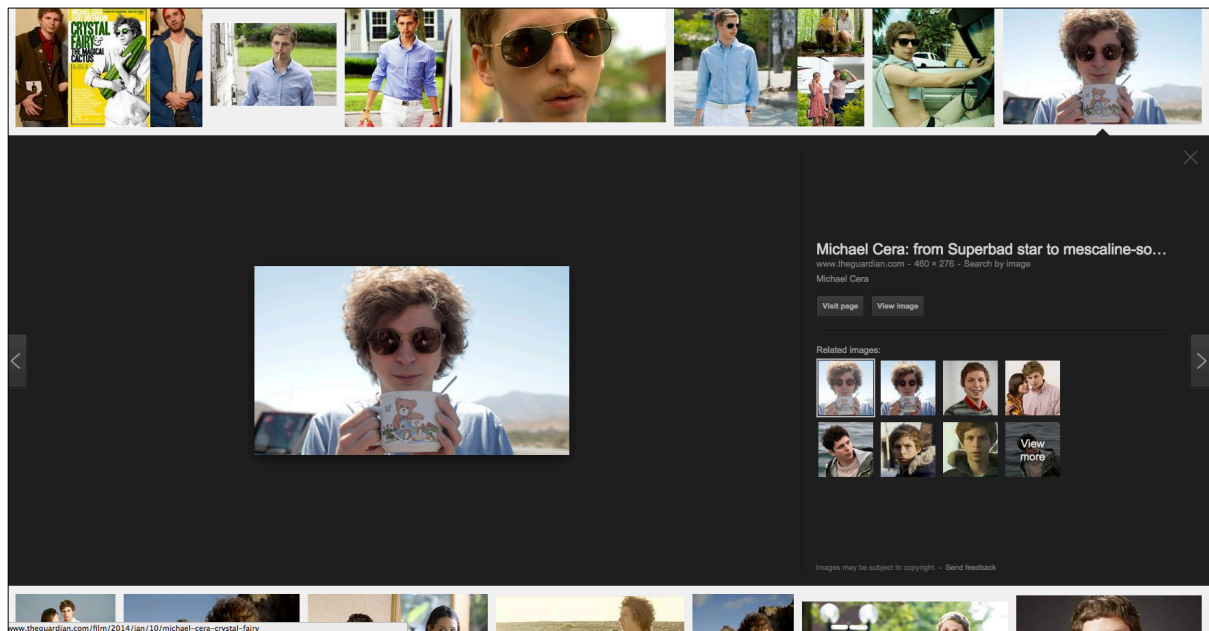 CRYSTAL
FAIRY
& THE MAGICAL
CACTUS
Michael Cera: from Superbad star to mescaline-so...
www.theguardian.com - 460 × 276 - Search by image
Michael Cera
Visit page View image
Related images:
View
more
Images may be subject to copyright. - Send feedback
www.theguardian.com/film/2014/jan/10/michael-cera-crystal-fairy